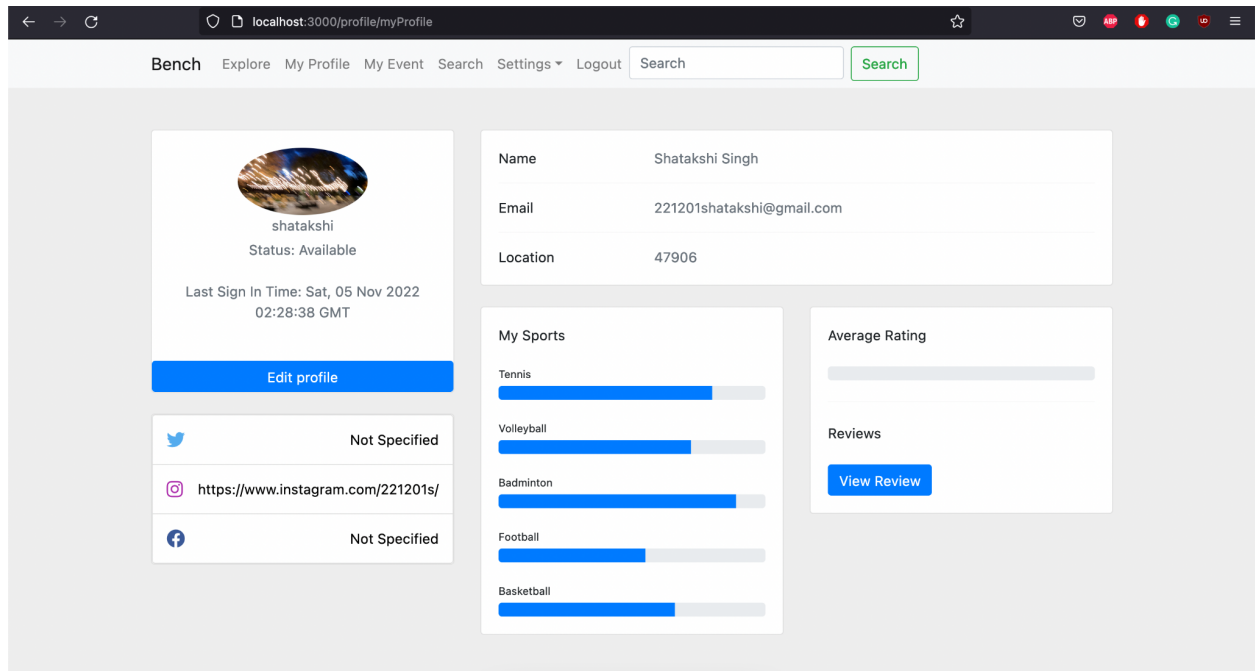 localhost:3000/profile/myProfile
ABP
UD
Bench Explore My Profile My Event Search Settings Logout Search Search
shatakshi
Status: Available
Last Sign In Time: Sat, 05 Nov 2022
02:28:38 GMT
Edit profile
Not Specified
https://www.instagram.com/221201s/
Not Specified
Name Shatakshi Singh
Email 221201shatakshi@gmail.com
Location 47906
My Sports
Tennis
Volleyball
Badminton
Football
Basketball
Average Rating
Reviews
View Review